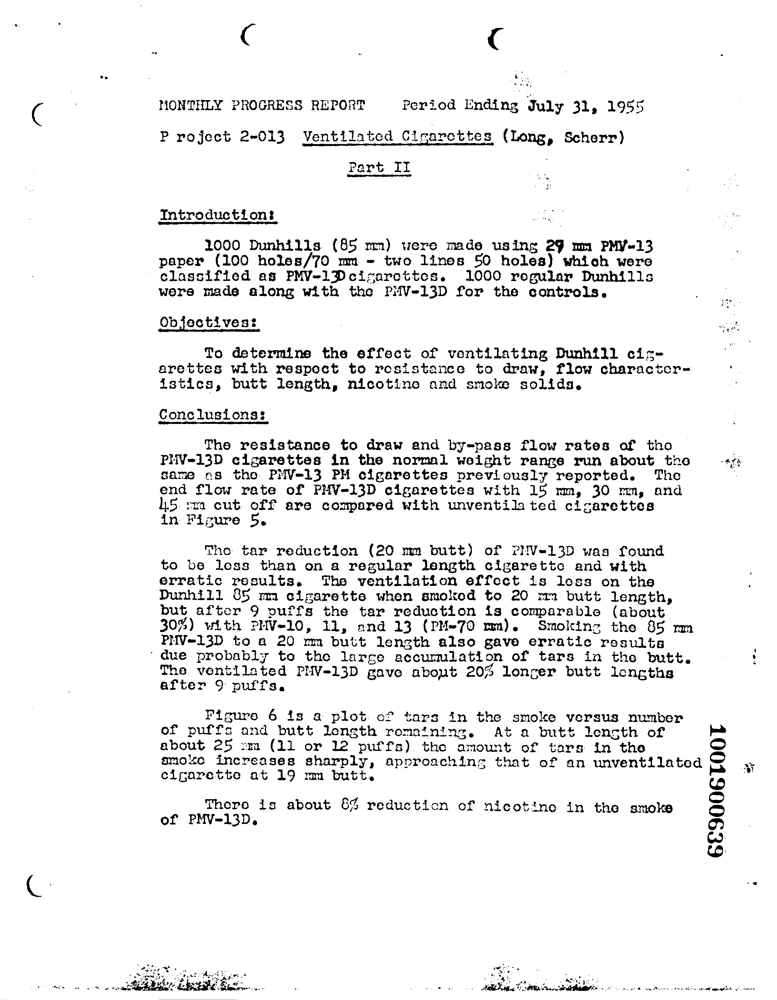 MONTHLY PROGRESS REPORT Period Ending July 31, 1955
P roject 2-013 Ventilated Cigarettes (Long, Scherr)
Part II
Introduction:
1000 Dunhills (85 mm) were made using 29 mm PMV-13
paper (100 holes/70 mm - two lines 50 holes) which were
classified as PMV-13D cigarettes. 1000 regular Dunhills
were made along with the PMV-13D for the controls.
Objectives:
To determine the effect of ventilating Dunhill cig-
arettes with respect to resistance to draw, flow character-
istics, butt length, nicotine and smoke solids.
Conclusions:
The resistance to draw and by-pass flow rates of the
PMV-13D cigarettes in the normal weight range run about the
same as the PMV-13 PM cigarettes previously reported. The
end flow rate of PMV-13D cigarettes with 15 mm, 30 mm, and
45 mm cut off are compared with unventilated cigarettes
in Figure 5.
The tar reduction (20 mm butt) of PMV-13D was found
to be less than on a regular length cigarette and with
erratic results. The ventilation effect is less on the
Dunhill 85 mm cigarette when smoked to 20 mm butt length,
but after 9 puffs the tar reduction is comparable (about
30%) with PMV-10, 11, and 13 (PM-70 mm). Smoking the 85 mm
PMV-13D to a 20 mm butt length also gave erratic results
due probably to the large accumulation of tars in the butt.
The ventilated PMV-13D gave about 20% longer butt lengths
after 9 puffs.
Figure 6 is a plot of tars in the smoke versus number
of puffs and butt length remaining. At a butt length of
about 25 mm (11 or 12 puffs) the amount of tars in the
smoke increases sharply, approaching that of an unventilated
cigarette at 19 mm butt.
There is about 8% reduction of nicotine in the smoke
of PMV-13D.
1001900639